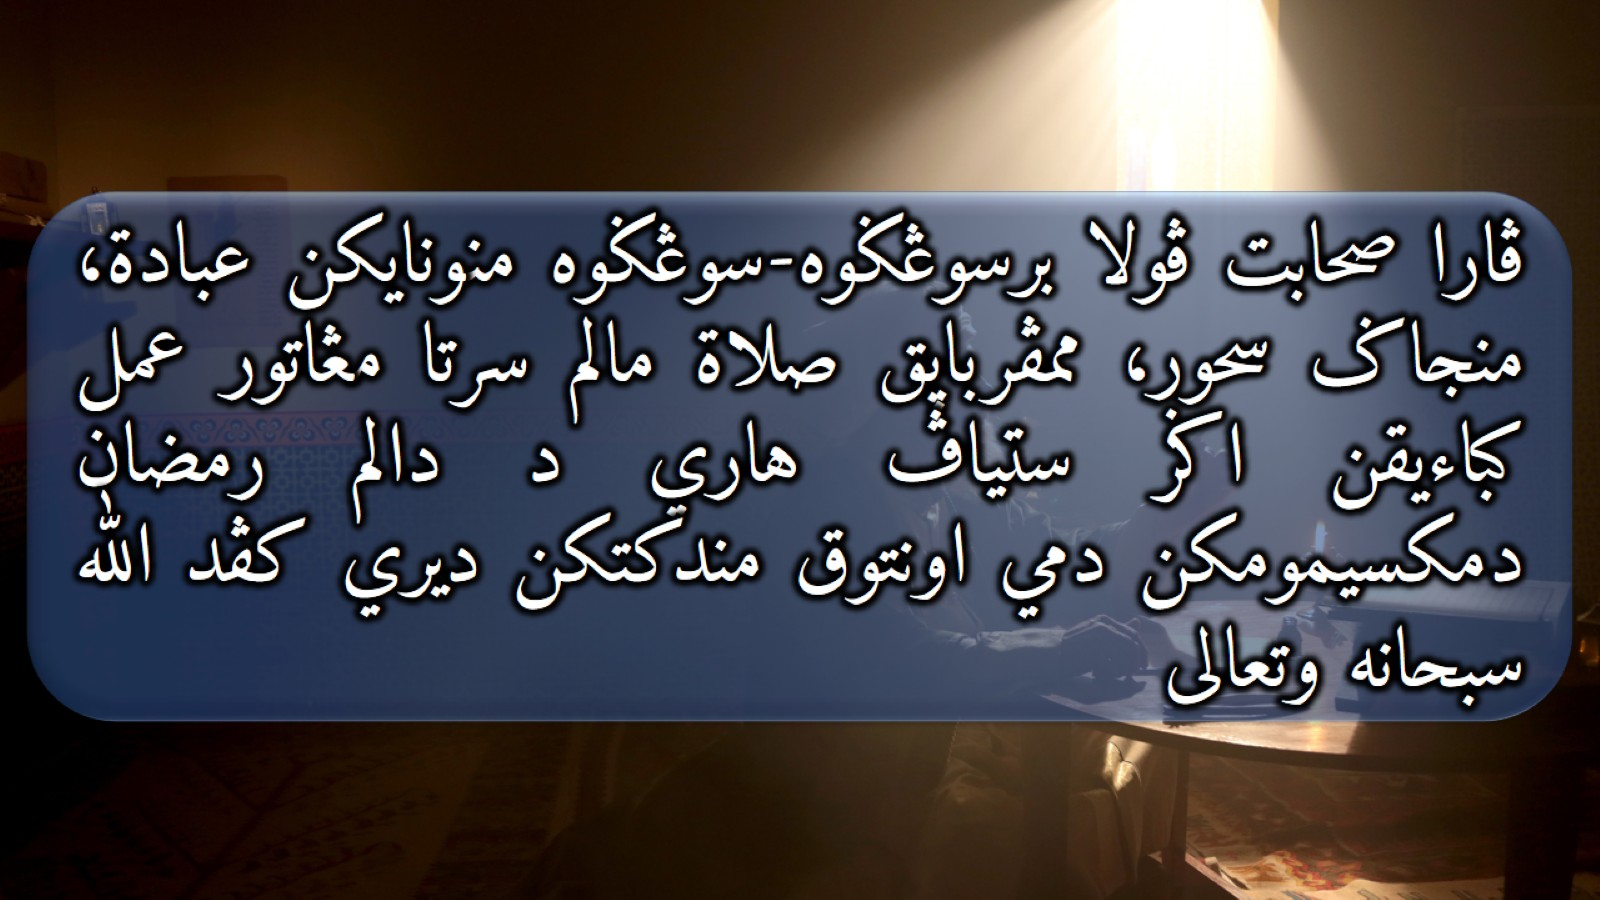 ڤارا صحابت ڤولا برسوڠݢوه-سوڠݢوه منونايکن عبادة،
منجاݢ سحور، ممڤرباڽق صلاة مالم سرتا مڠاتور عمل
کباءيقن اݢر ستياڤ هاري د دالم رمضان
دمکسيمومکن دمي اونتوق مندکتکن ديري کڤد الله
سبحانه وتعالى